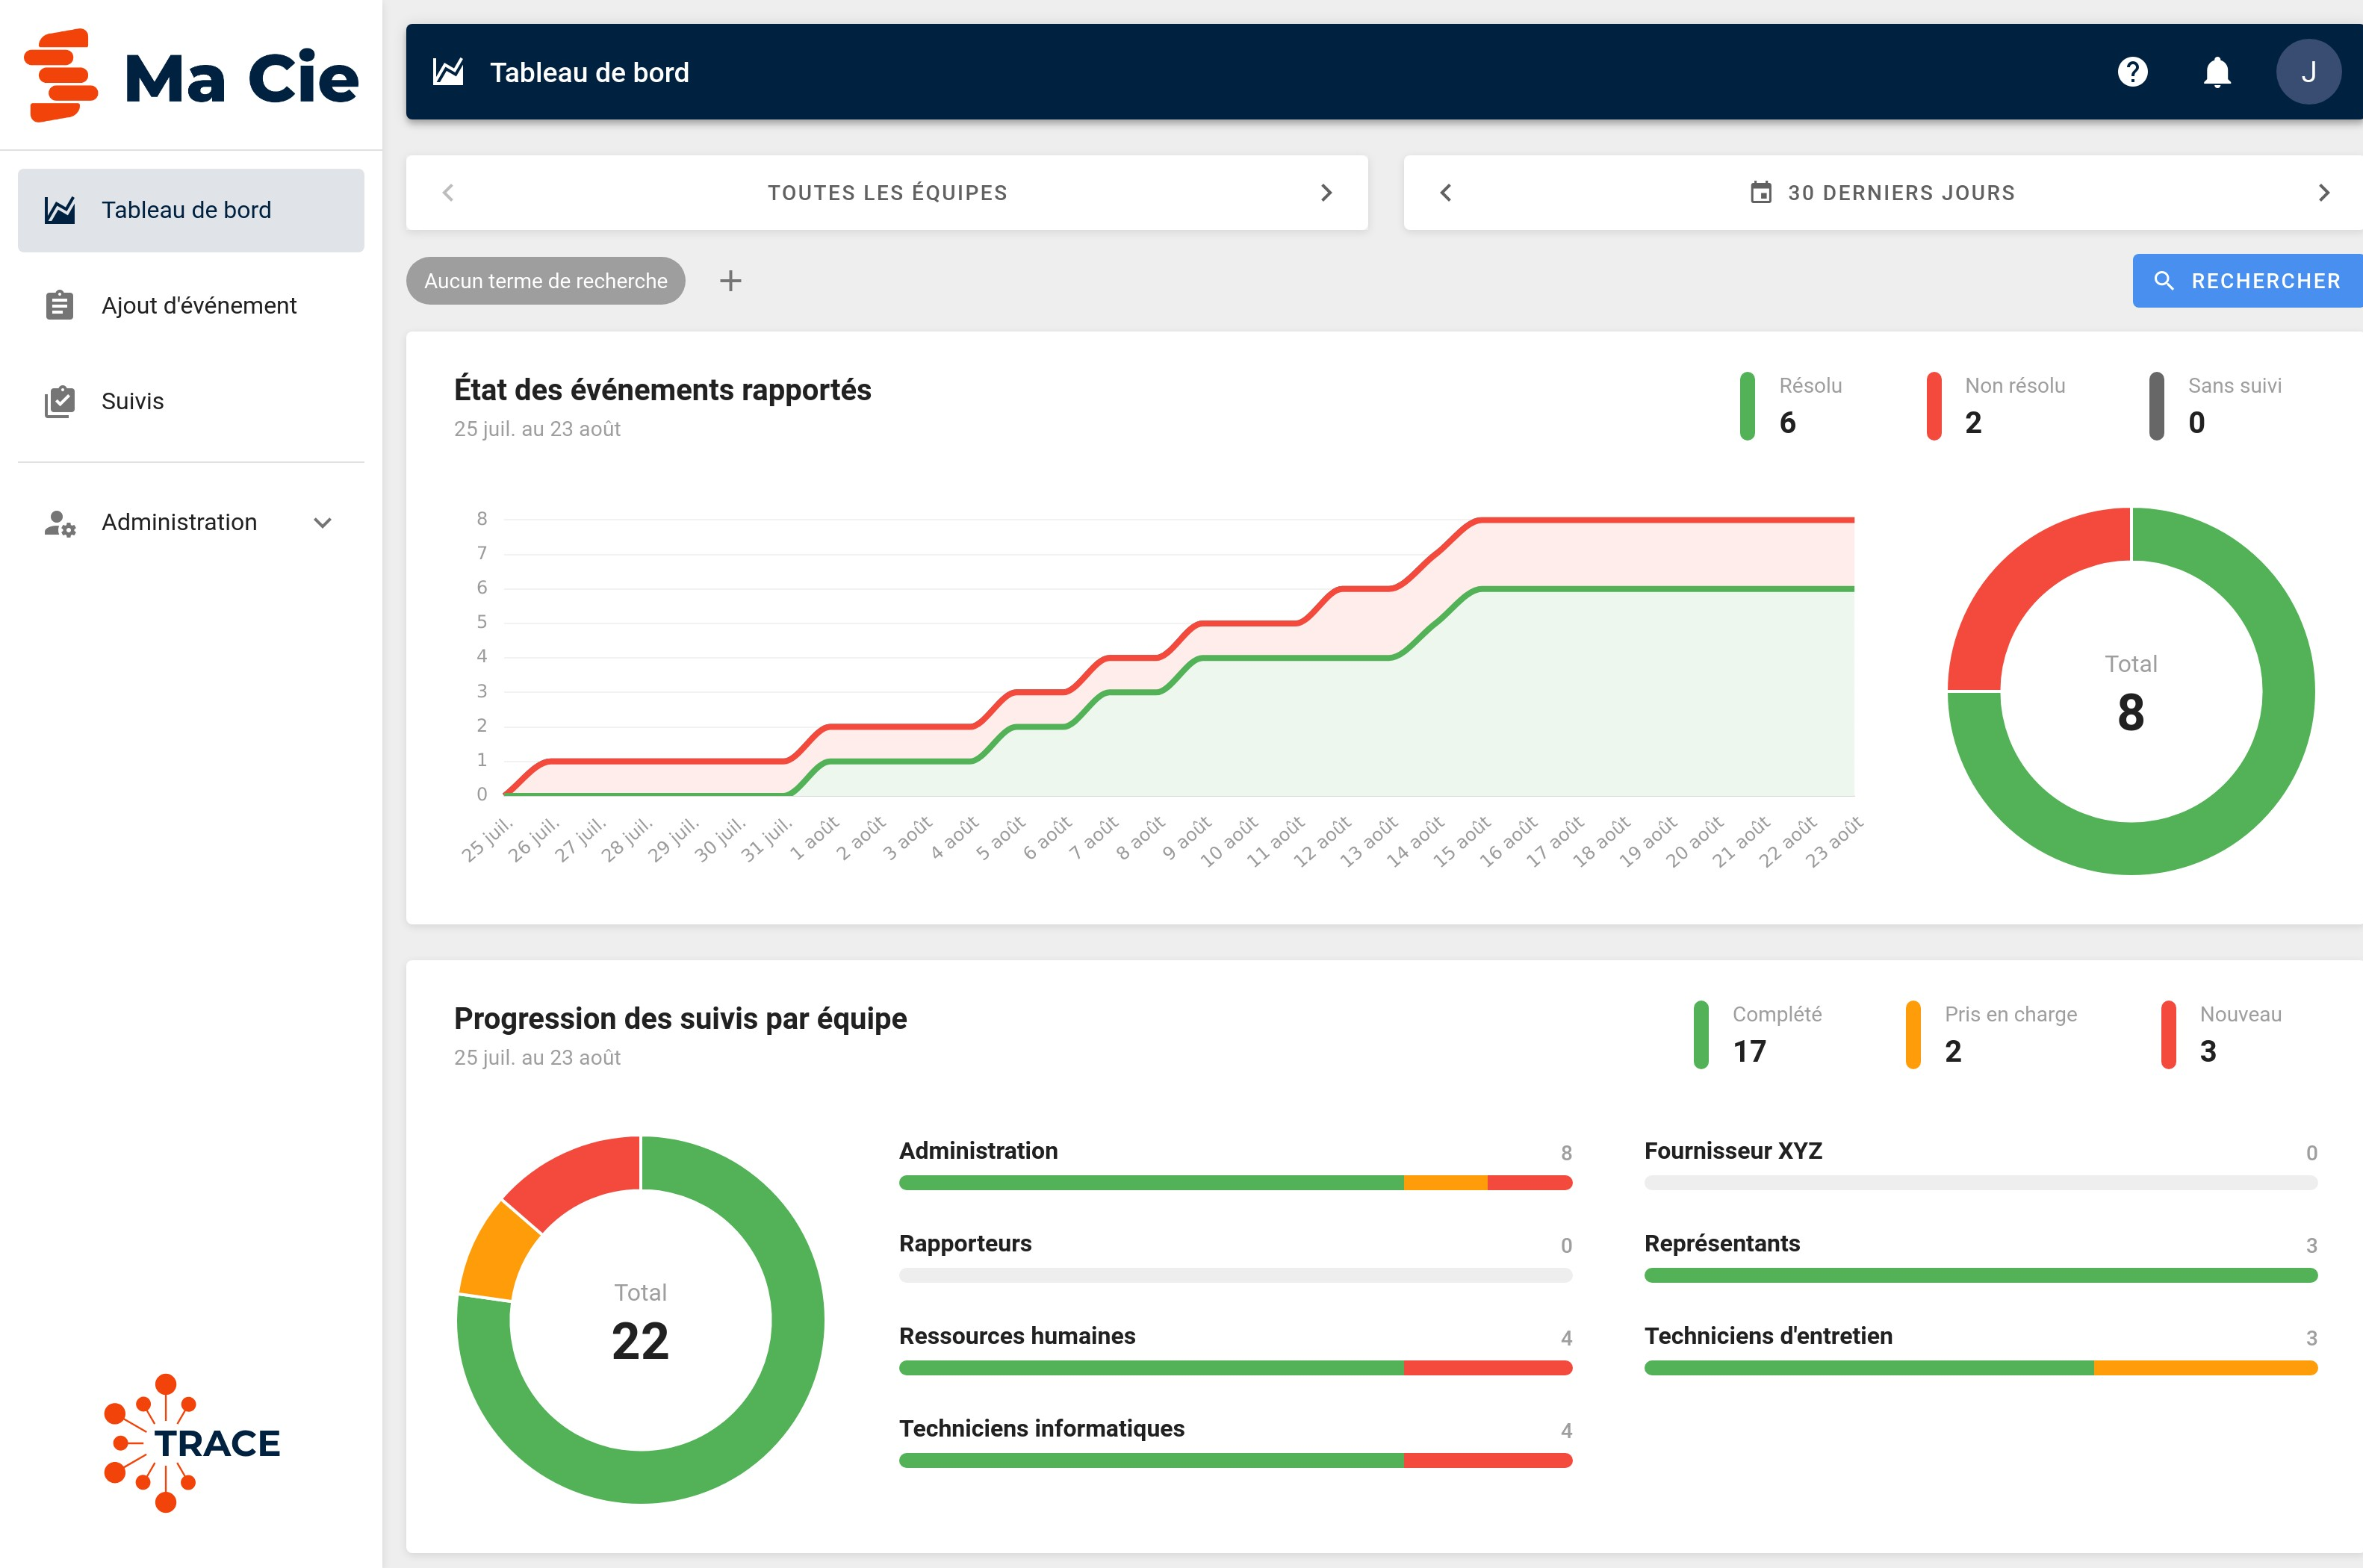 Ma Cie
Tableau de bord
Ajout d'événement
Suivis
Administration
TRACE
Tableau de bord
J
TOUTES LES ÉQUIPES
30 DERNIERS JOURS
Aucun terme de recherche
RECHERCHER
État des événements rapportés
25 juil. au 23 août
Résolu
6
Non résolu
2
Sans suivi
0
8
7
6
5
4
3
2
1
0
25 juil.
26 juil.
27 juil.
28 juil.
29 juil.
30 juil.
31 juil.
1 août
2 août
3 août
4 août
5 août
6 août
7 août
8 août
9 août
10 août
11 août
12 août
13 août
14 août
15 août
16 août
17 août
18 août
19 août
20 août
21 août
22 août
23 août
Total
8
Progression des suivis par équipe
25 juil. au 23 août
Complété
17
Pris en charge
2
Nouveau
3
Total
22
Administration 8
Rapporteurs 0
Ressources humaines 4
Techniciens informatiques 4
Fournisseur XYZ 0
Représentants 3
Techniciens d'entretien 3